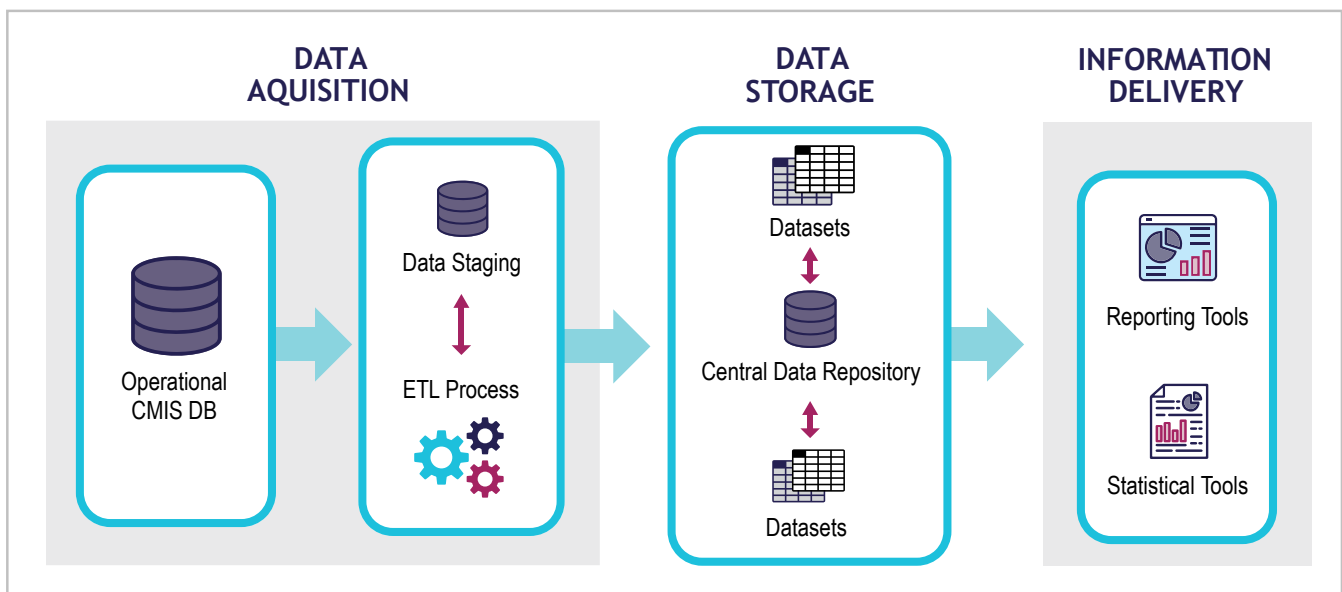 DATA
AQUISITION
DATA
STORAGE
INFORMATION
DELIVERY
Operational
CMIS DB
Data Staging
ETL Process
Datasets
Central Data Repository
Datasets
Reporting Tools
Statistical Tools